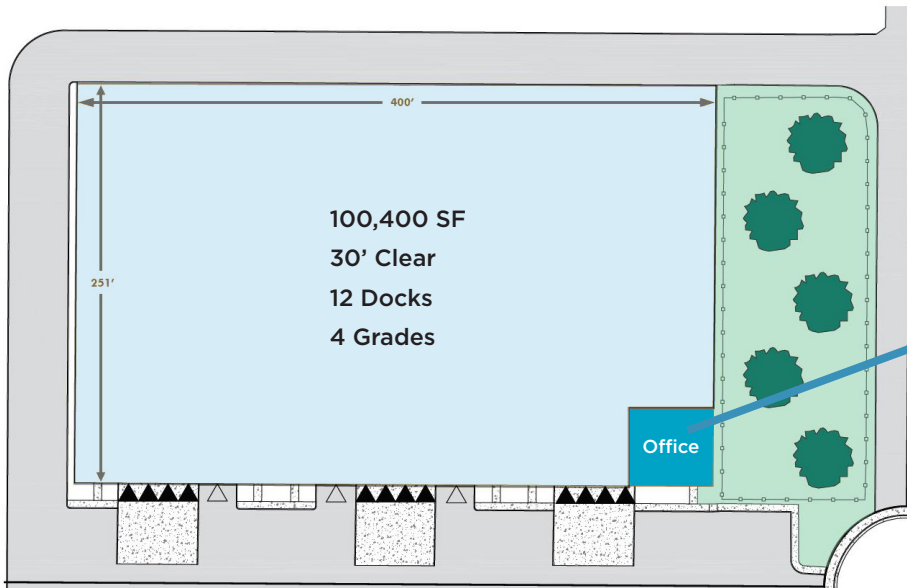 400'
100,400 SF
30’ Clear
251'
12 Docks
4 Grades
Office